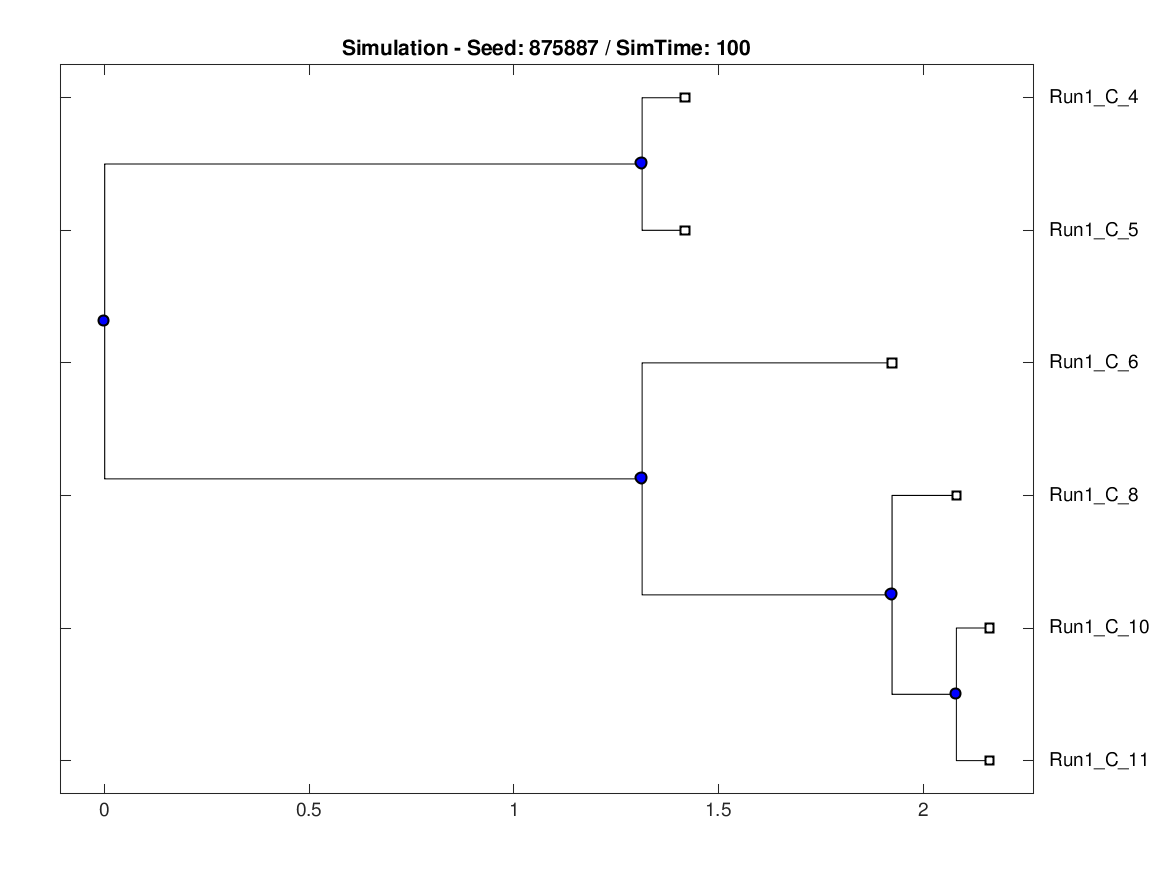 Simulation - Seed: 875887 / SimTime: 100
Run1_C_4
Run1_C_5
Run1_C_6
Run1_C_8
Run1_C_10
Run1_C_11
0 0.5 1 1.5 2